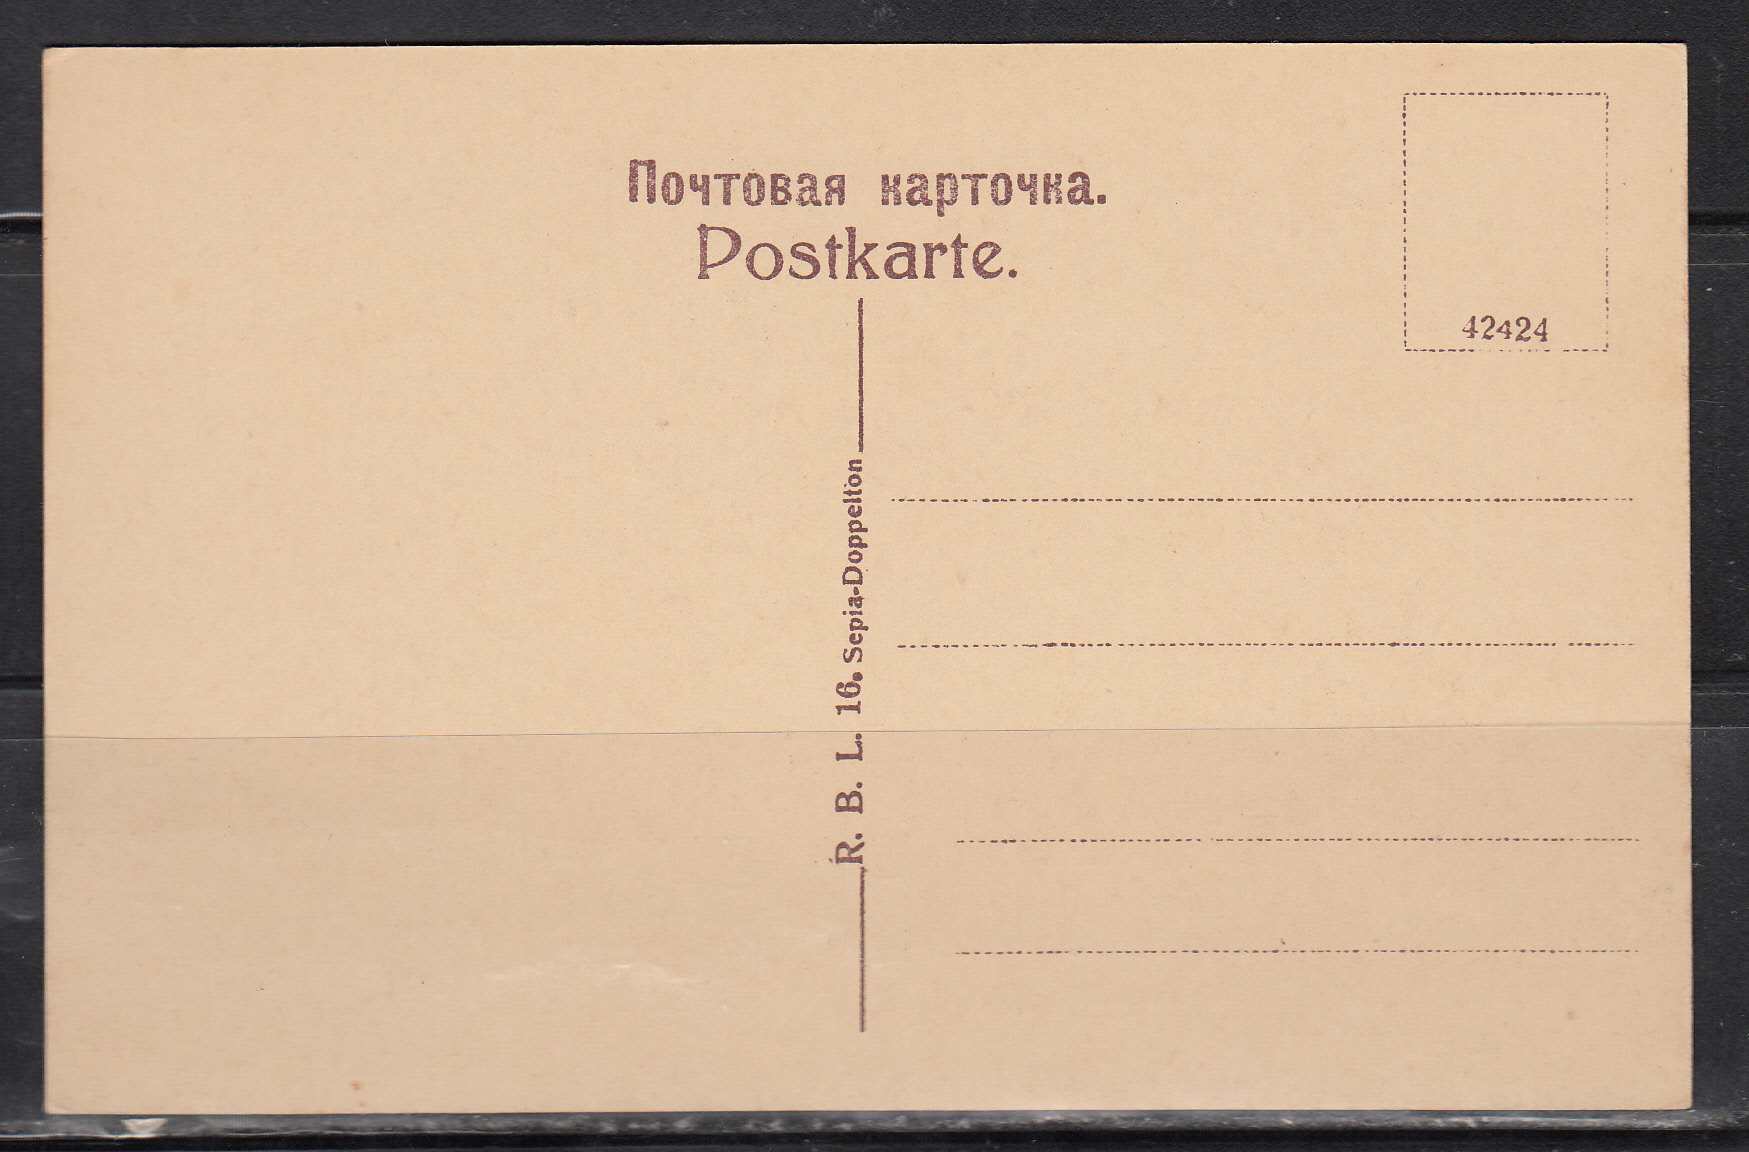 Почтовая карточка.
Postkarte.
42424
R. B. L. 16. Sepia-Doppelton